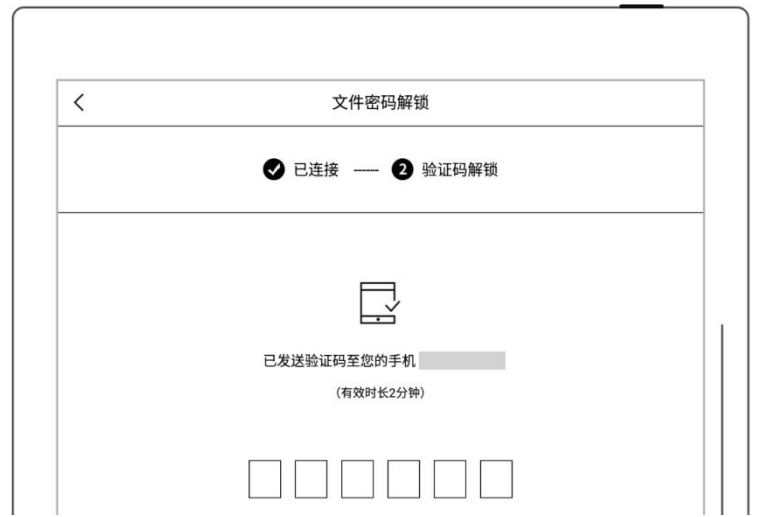 文件密码解锁
已连接 ---- 2 验证码解锁
已发送验证码至您的手机
（有效时长2分钟）